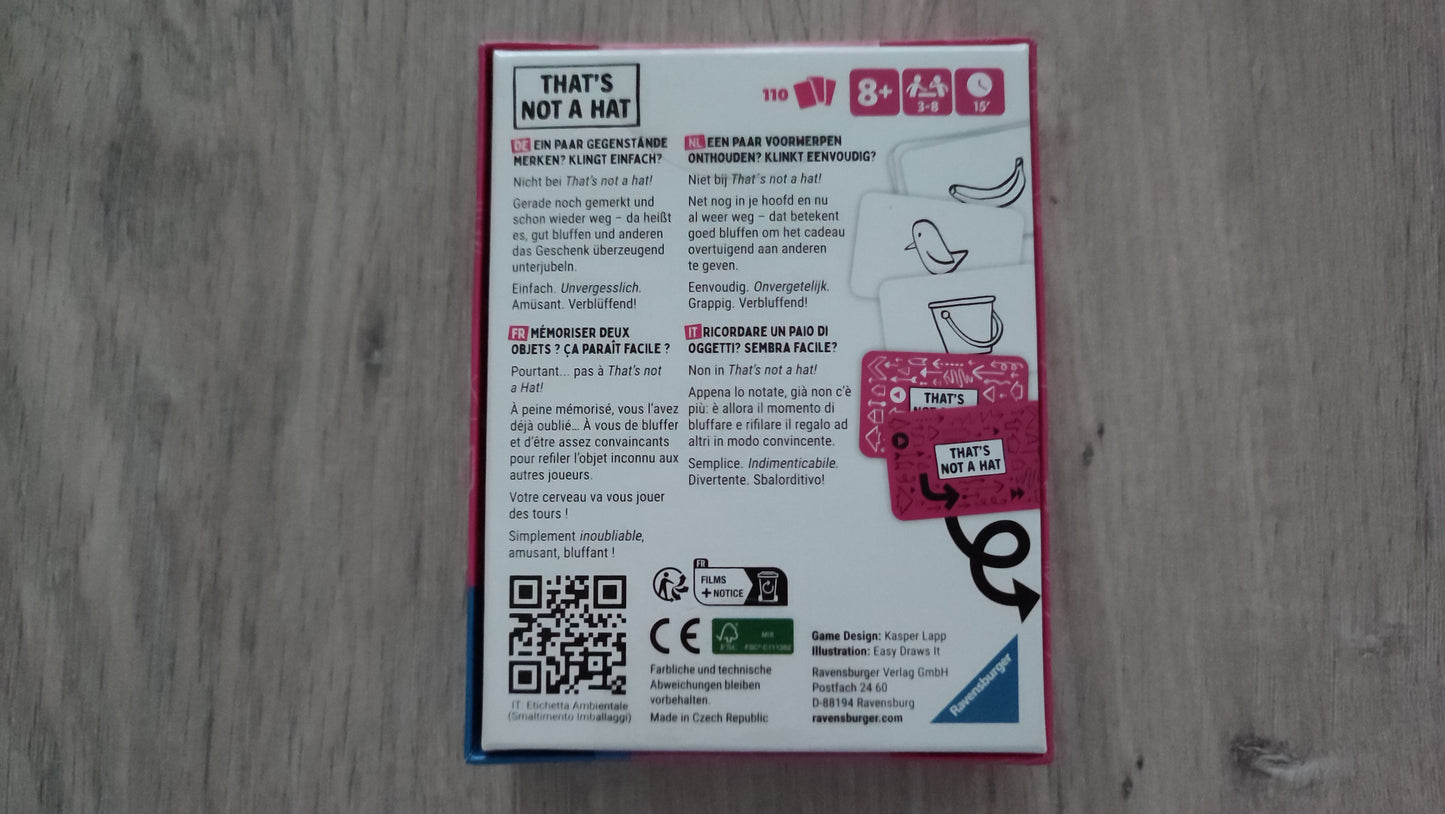 THAT'S
NOT A HAT
110
8+
3-8
15'
DE EIN PAAR GEGENSTÄNDE
MERKEN? KLINGT EINFACH?
Nicht bei That's not a hat!
Gerade noch gemerkt und
schon wieder weg – da heißt
es, gut bluffen und anderen
das Geschenk überzeugend
unterjubeln.
Einfach. Unvergesslich.
Amüsant. Verblüffend!
NL EEN PAAR VOORWERPEN
ONTHOUDEN? KLINKT EENVOUDIG?
Niet bij That´s not a hat!
Net nog in je hoofd en nu
al weer weg – dat betekent
goed bluffen om het cadeau
overtuigend aan anderen
te geven.
Eenvoudig. Onvergetelijk.
Grappig. Verbluffend!
FR MÉMORISER DEUX
OBJETS ? ÇA PARAÎT FACILE ?
Pourtant... pas à That's not
a Hat!
À peine mémorisé, vous l'avez
déjà oublié... À vous de bluffer
et d'être assez convaincants
pour refiler l'objet inconnu aux
autres joueurs.
Votre cerveau va vous jouer
des tours !
Simplement inoubliable,
amusant, bluffant !
IT RICORDARE UN PAIO DI
OGGETTI? SEMBRA FACILE?
Non in That's not a hat!
Appena lo notate, già non c'è
più: è allora il momento di
bluffare e rifilare il regalo ad
altri in modo convincente.
Semplice. Indimenticabile.
Divertente. Sbalorditivo!
THAT'S
THAT'S
NOT A HAT
IT: Etichetta Ambientale
(Smaltimento Imballaggi)
FR
FILMS
+ NOTICE
CE
FSC
MIX
Farbliche und technische
Abweichungen bleiben
vorbehalten.
Made in Czech Republic
Game Design: Kasper Lapp
Illustration: Easy Draws It
Ravensburger Verlag GmbH
Postfach 24 60
D-88194 Ravensburg
ravensburger.com
Ravensburger